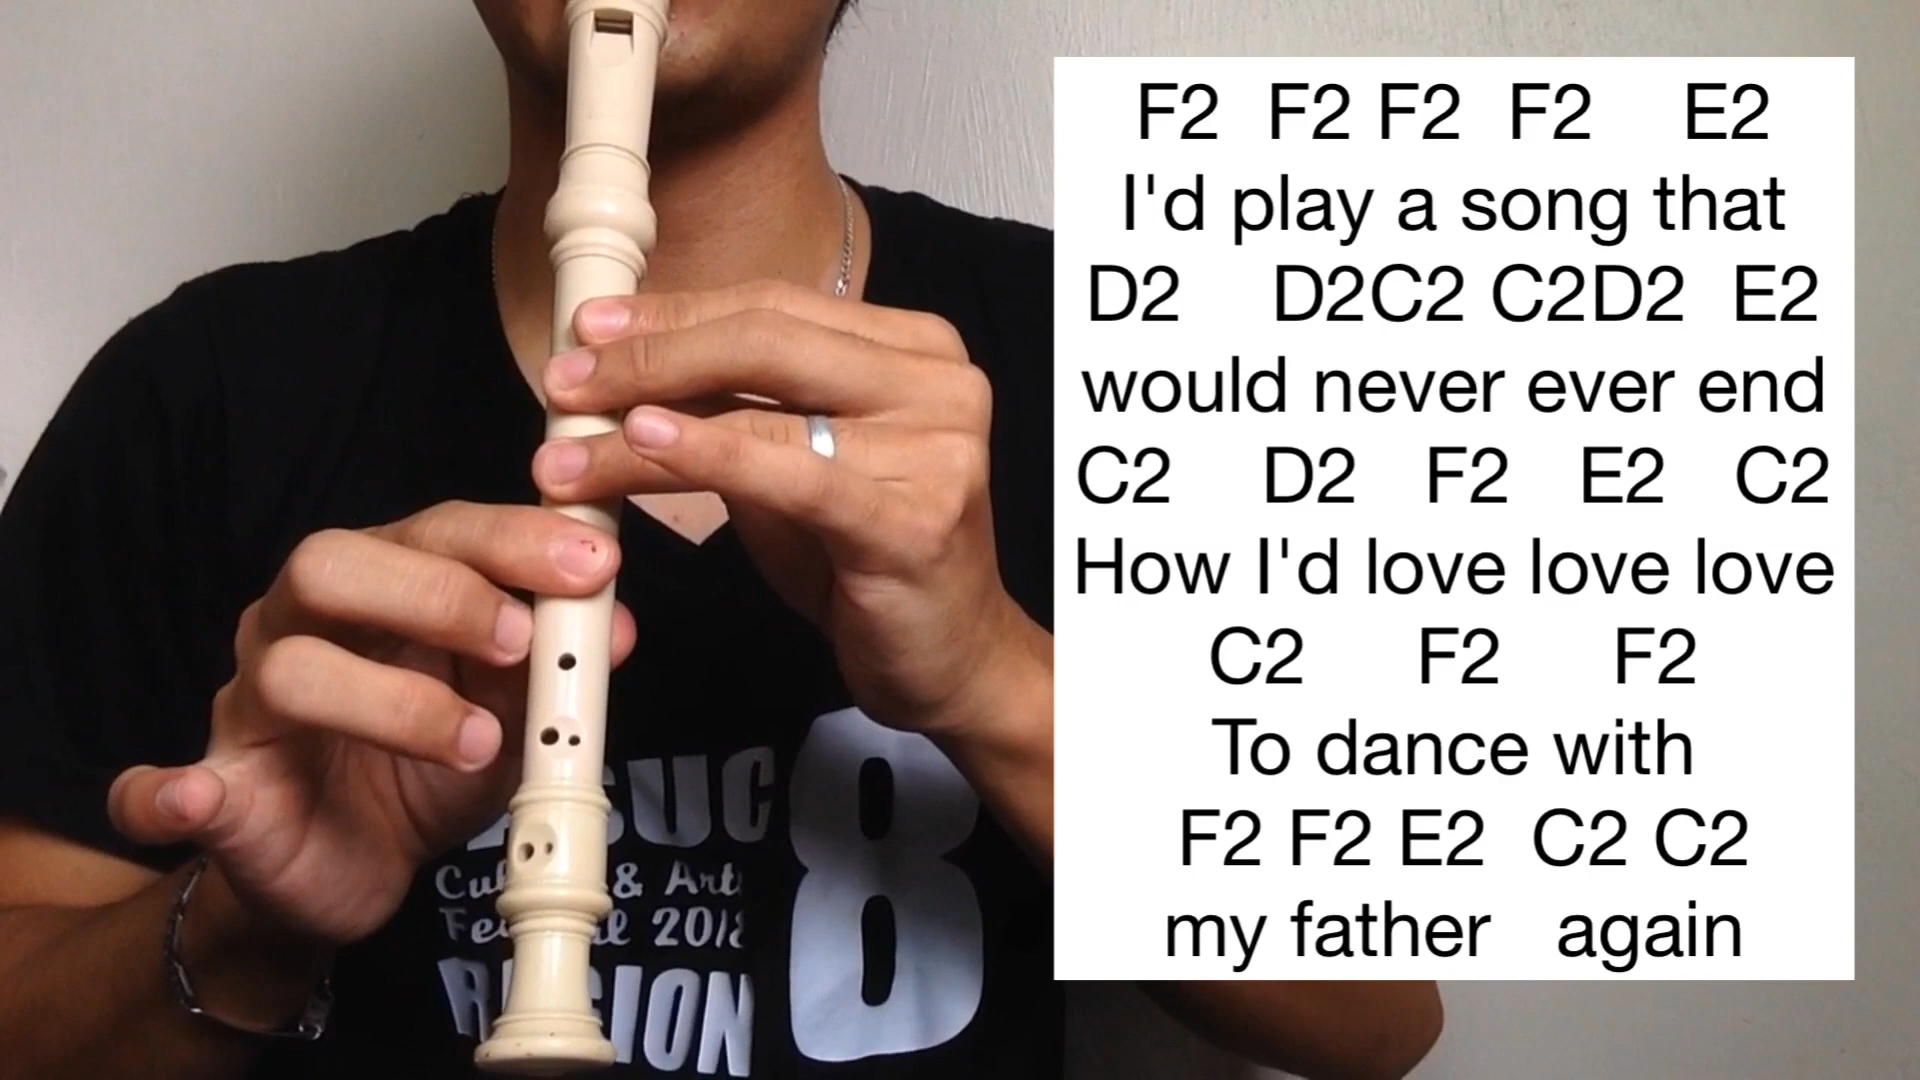 F2 F2 F2 F2 E2
I'd play a song that
D2 D2C2 C2D2 E2
would never ever end
C2 D2 F2 E2 C2
How I'd love love love
C2 F2 F2
To dance with
F2 F2 E2 C2 C2
my father again
8
& Arts
2018